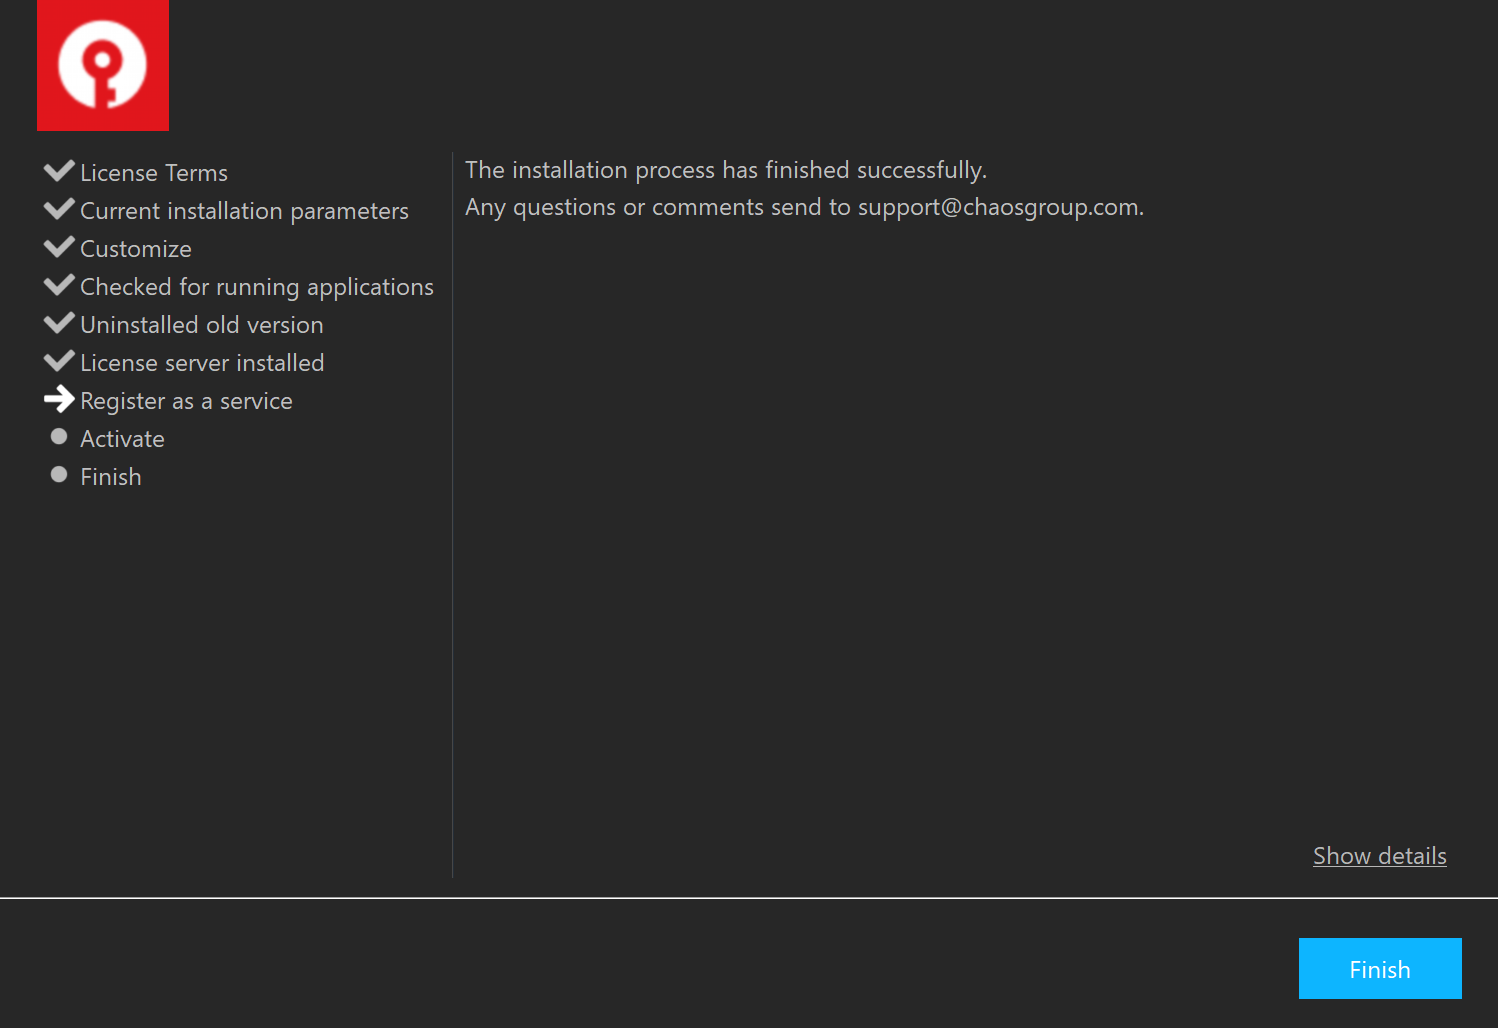 License Terms
Current installation parameters
Customize
Checked for running applications
Uninstalled old version
License server installed
Register as a service
Activate
Finish
The installation process has finished successfully.
Any questions or comments send to support@chaosgroup.com.
Show details
Finish